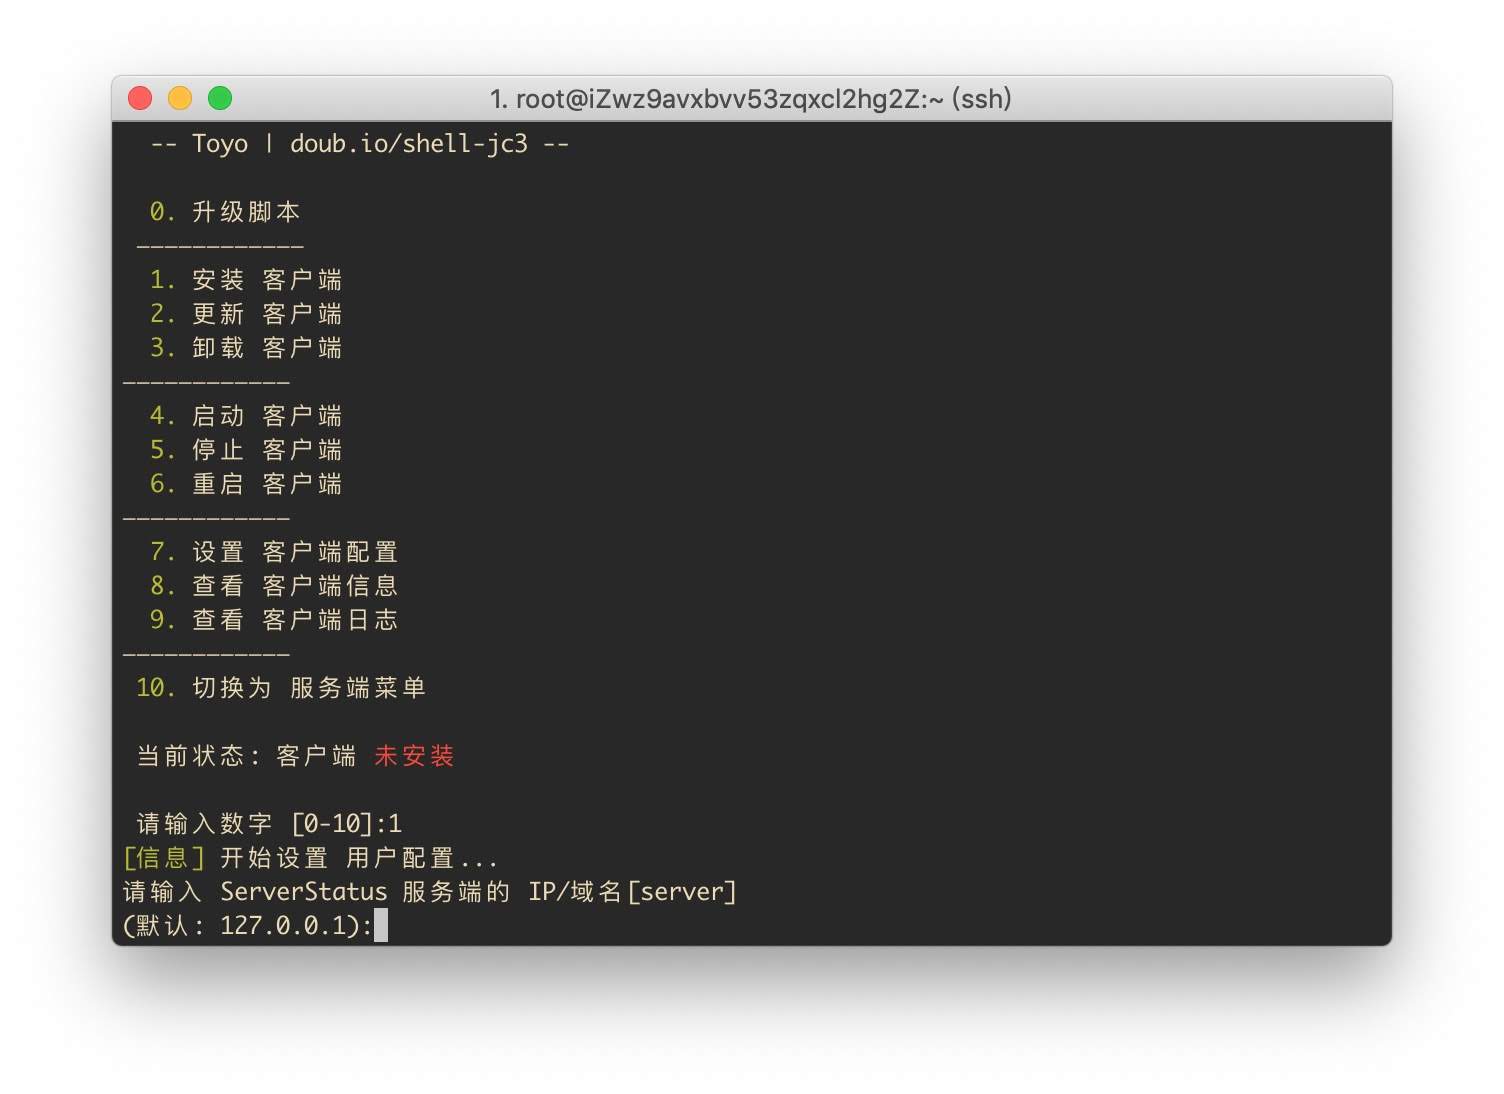 1. root@iZwz9avxbvv53zqxcl2hg2Z:~ (ssh)
-- Toyo | doub.io/shell-jc3 --
0. 升级脚本
————————————
1. 安装 客户端
2. 更新 客户端
3. 卸载 客户端
————————————
4. 启动 客户端
5. 停止 客户端
6. 重启 客户端
————————————
7. 设置 客户端配置
8. 查看 客户端信息
9. 查看 客户端日志
————————————
10. 切换为 服务端菜单
当前状态: 客户端 未安装
请输入数字 [0-10]:1
[信息] 开始设置 用户配置...
请输入 ServerStatus 服务端的 IP/域名[server]
(默认: 127.0.0.1):